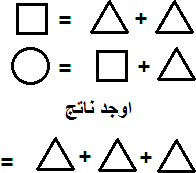 □ = △ + △
○ = □ + △
اوجد ناتج
= △ + △ + △